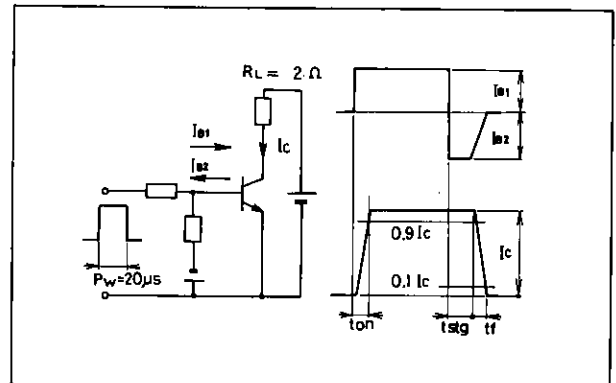 RL = 2 Ω
IB1
IB2
Ic
Pw=20μs
IB1
IB2
0.9 Ic
0.1 Ic
Ic
ton
tstg
tf